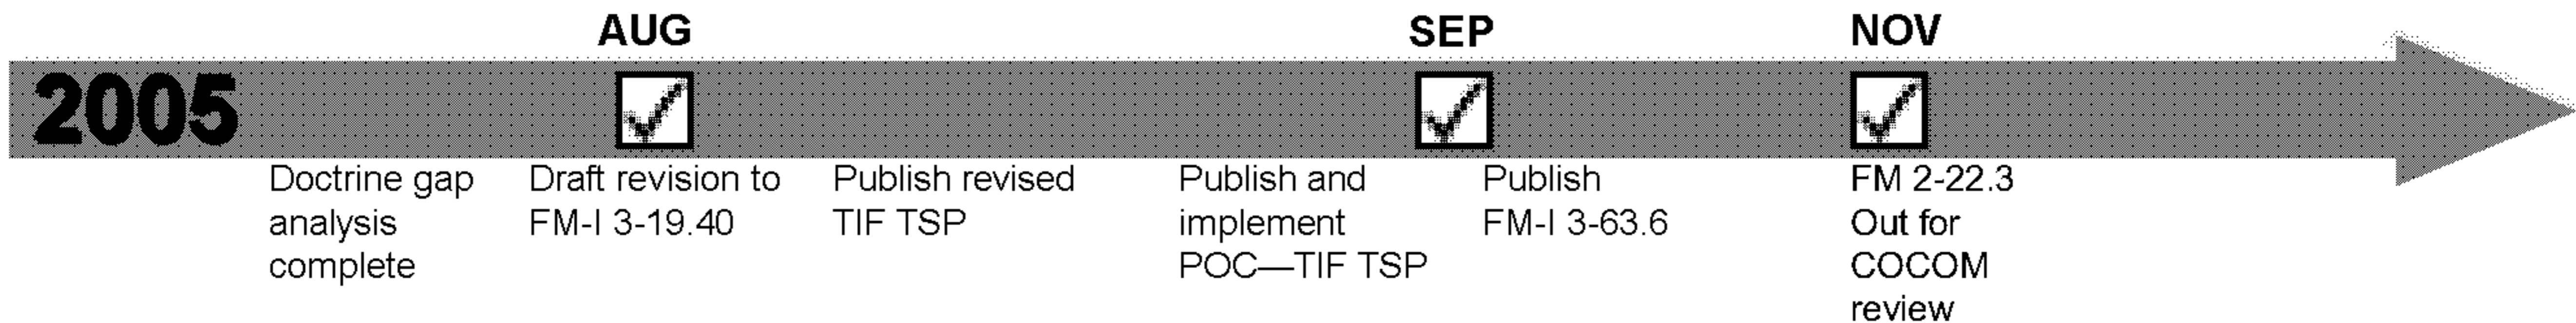 AUG
SEP
NOV
2005
Doctrine gap
analysis
complete
Draft revision to
FM-I 3-19.40
Publish revised
TIF TSP
Publish and
implement
POC—TIF TSP
Publish
FM-I 3-63.6
FM 2-22.3
Out for
COCOM
review